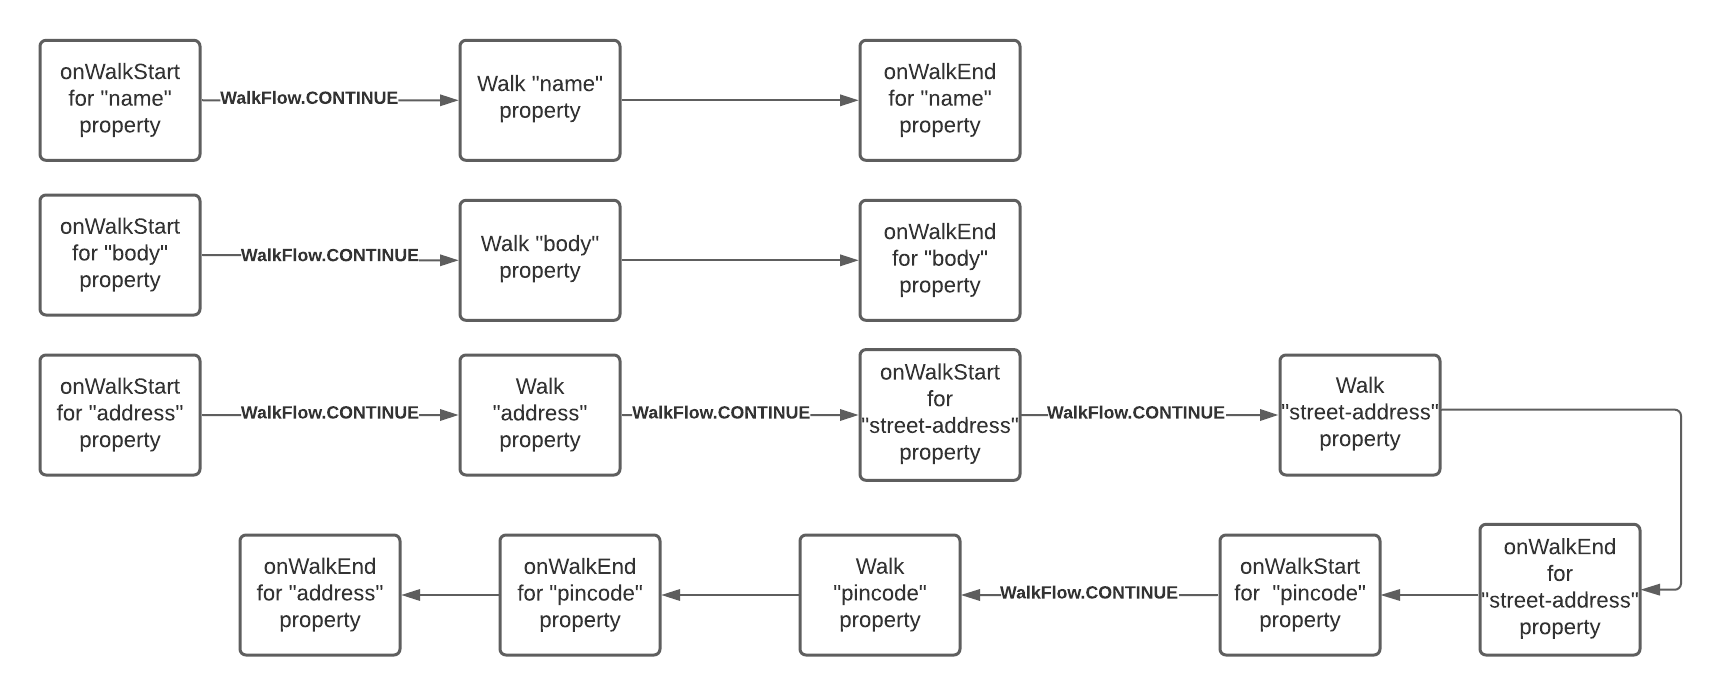 onWalkStart
for "name"
property
WalkFlow.CONTINUE
Walk "name"
property
onWalkEnd
for "name"
property
onWalkStart
for "body"
property
WalkFlow.CONTINUE
Walk "body"
property
onWalkEnd
for "body"
property
onWalkStart
for "address"
property
WalkFlow.CONTINUE
Walk
"address"
property
WalkFlow.CONTINUE
onWalkStart
for
"street-address"
property
WalkFlow.CONTINUE
Walk
"street-address"
property
onWalkEnd
for
"street-address"
property
onWalkStart
for "pincode"
property
WalkFlow.CONTINUE
Walk
"pincode"
property
onWalkEnd
for "pincode"
property
onWalkEnd
for "address"
property